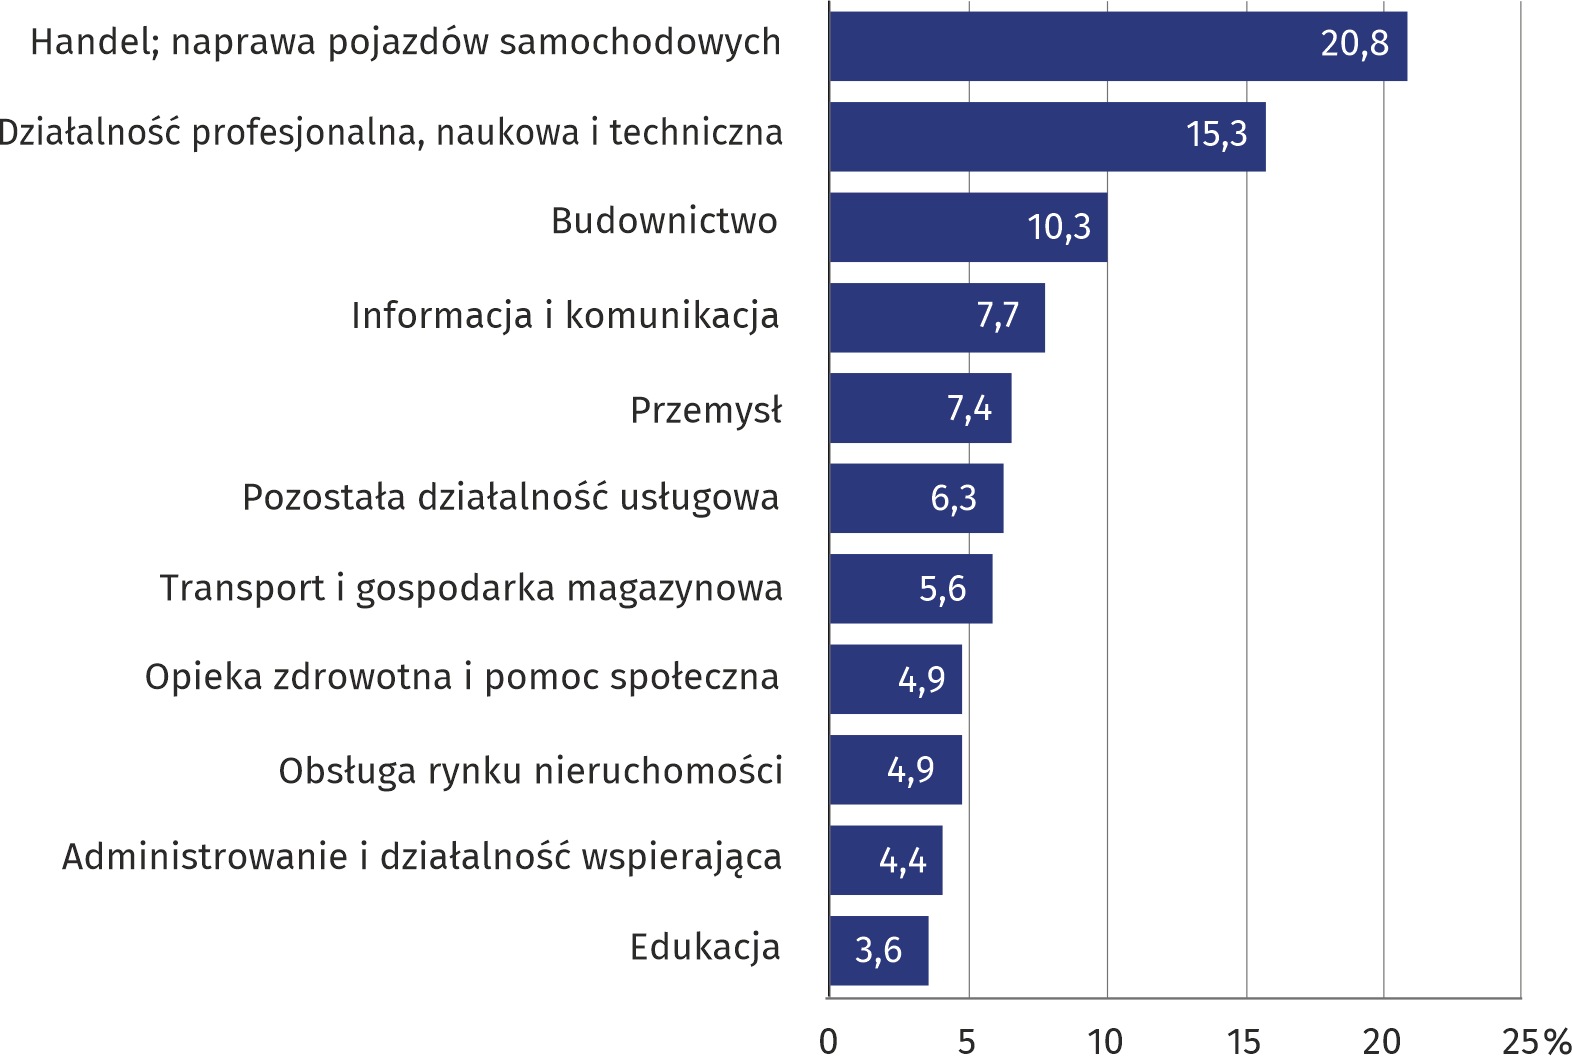 Handel; naprawa pojazdów samochodowych
20,8
Działalność profesjonalna, naukowa i techniczna
15,3
Budownictwo
10,3
Informacja i komunikacja
7,7
Przemysł
7,4
Pozostała działalność usługowa
6,3
Transport i gospodarka magazynowa
5,6
Opieka zdrowotna i pomoc społeczna
4,9
Obsługa rynku nieruchomości
4,9
Administrowanie i działalność wspierająca
4,4
Edukacja
3,6
0 5 10 15 20 25%